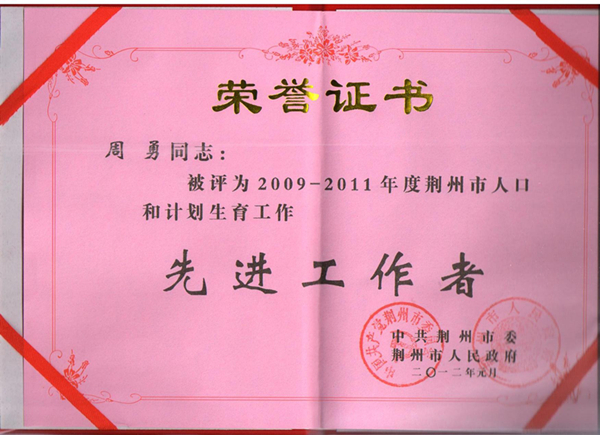 荣誉证书
周勇同志：
被评为2009-2011年度荆州市人口
和计划生育工作
先进工作者
中共荆州市委
荆州市人民政府
二〇一二年元月